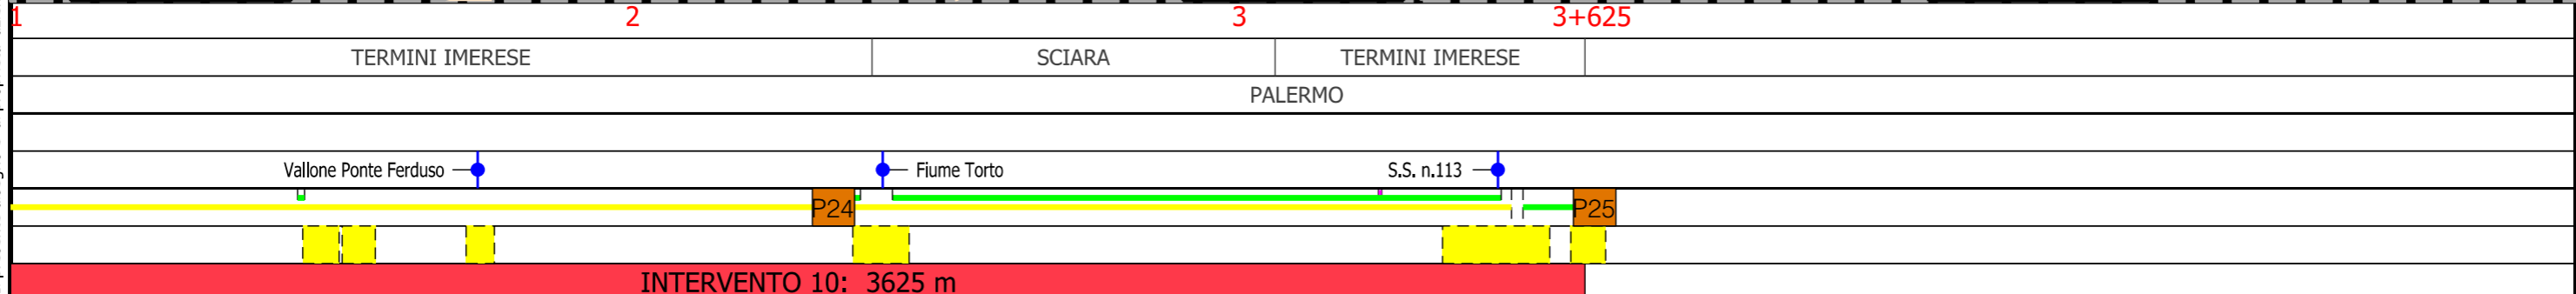 1 2 3 3+625
TERMINI IMERESE SCIARA TERMINI IMERESE
PALERMO
Vallone Ponte Ferduso Fiume Torto S.S. n.113
P24 P25
INTERVENTO 10: 3625 m